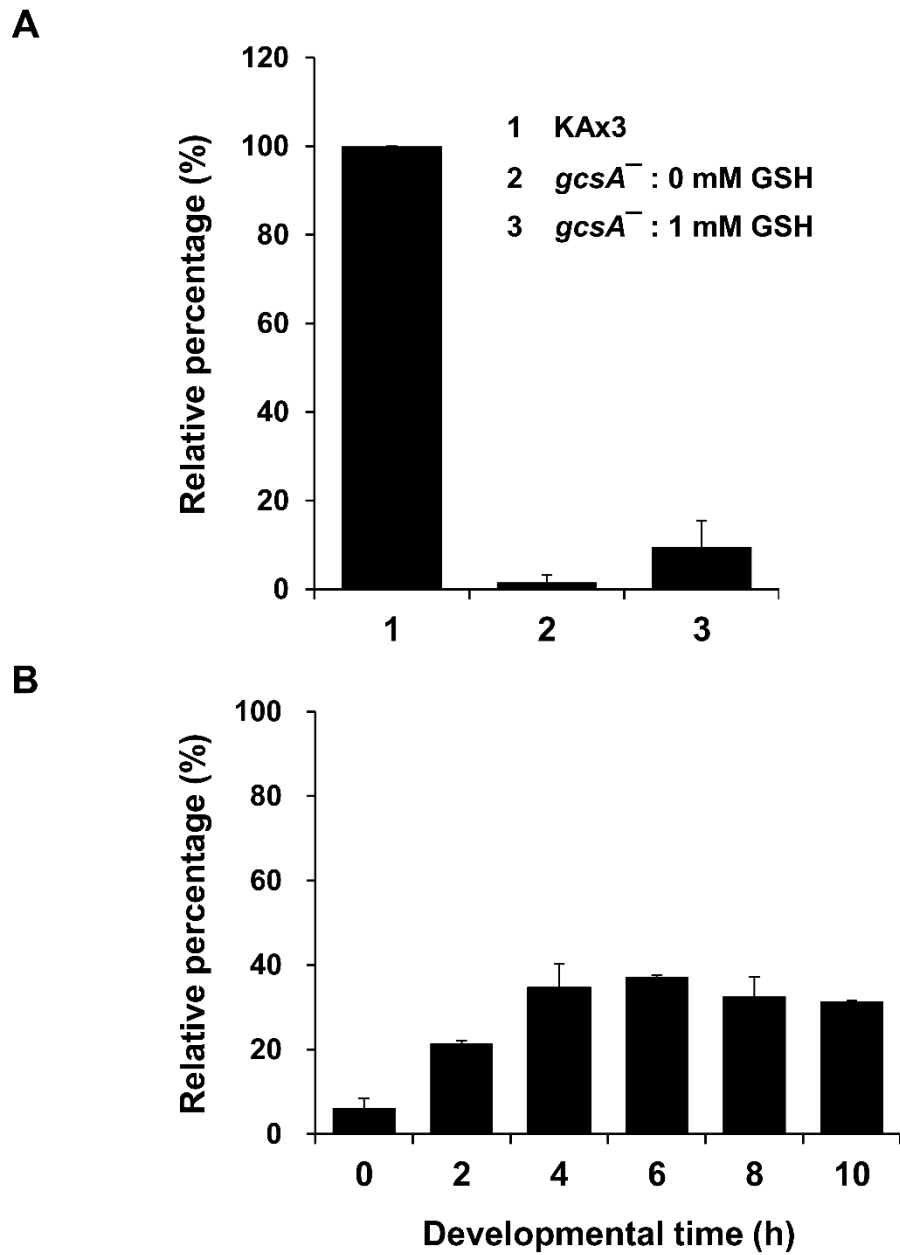 A
Relative percentage (%)
120
100
80
60
40
20
0
1 KAx3
2 gcsA¯ : 0 mM GSH
3 gcsA¯ : 1 mM GSH
1 2 3
B
Relative percentage (%)
100
80
60
40
20
0
0 2 4 6 8 10
Developmental time (h)